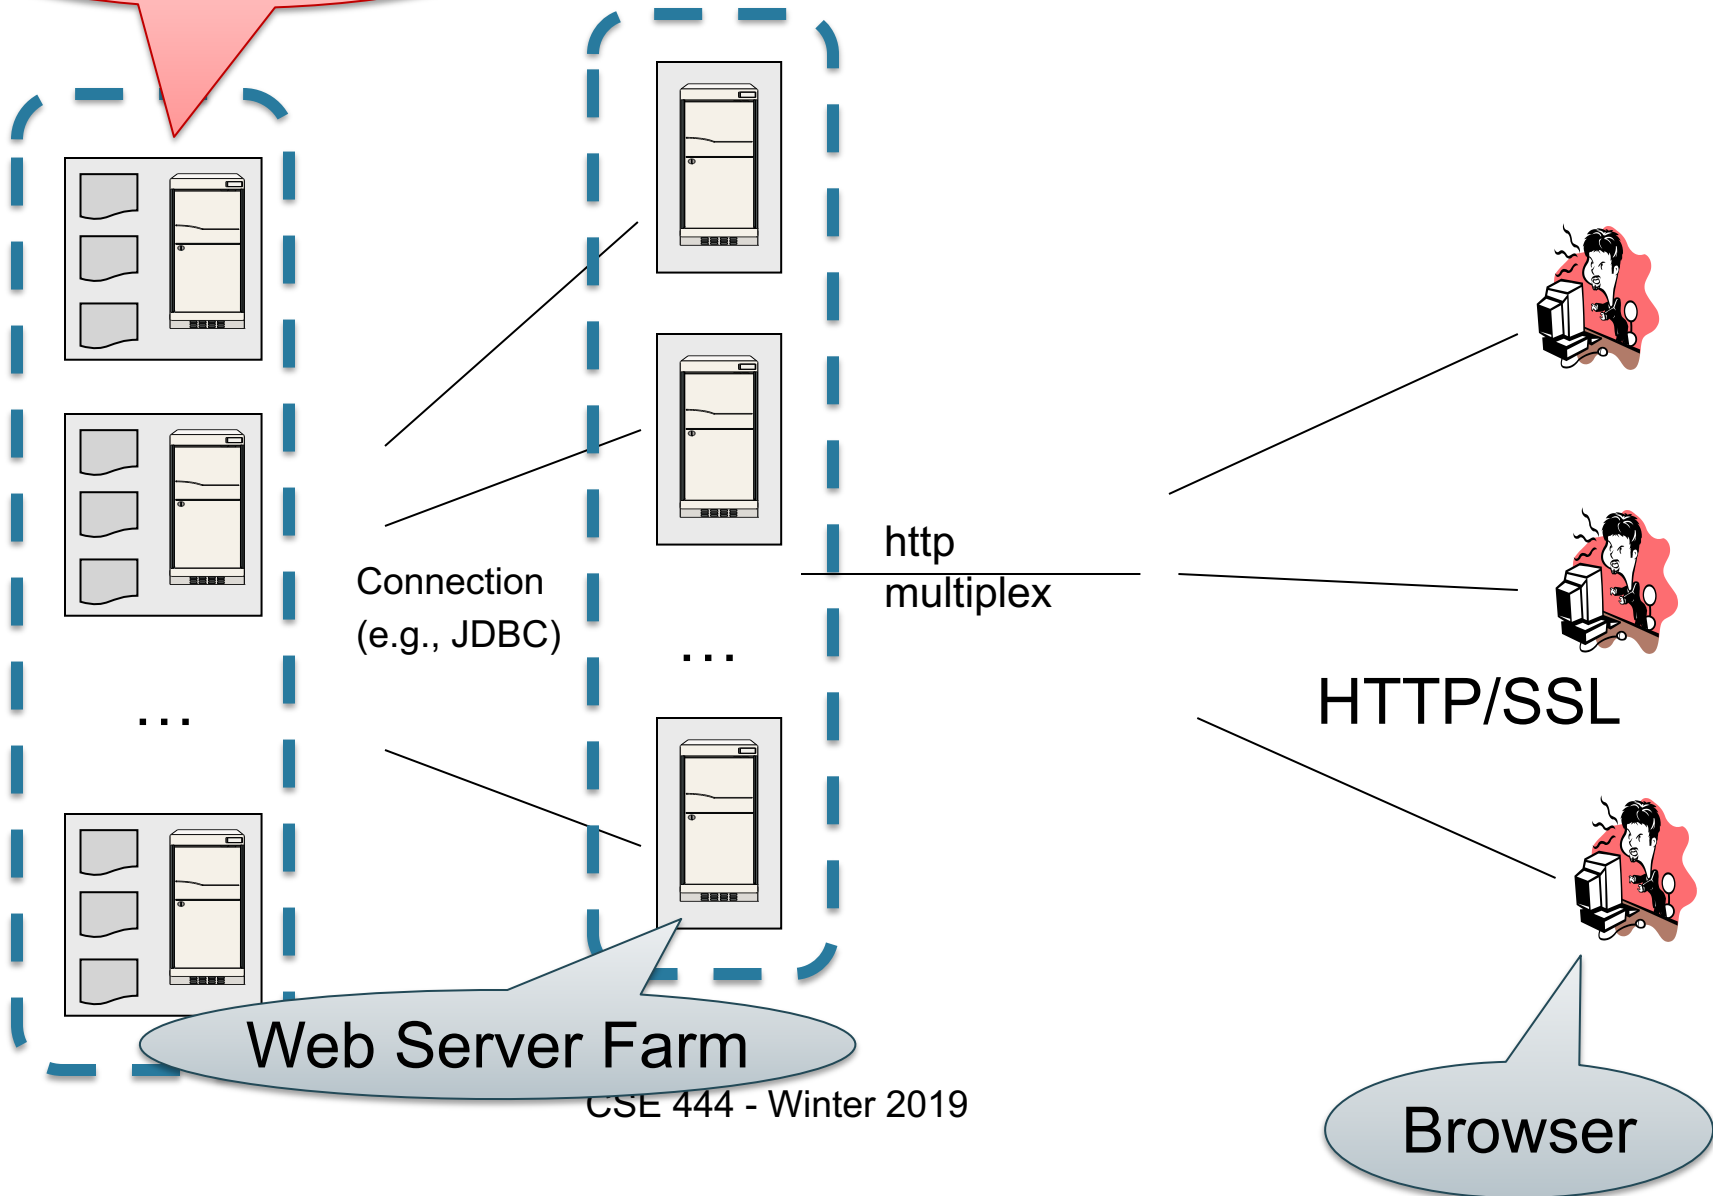 http
multiplex
Connection
(e.g., JDBC)
…
HTTP/SSL
…
Web Server Farm
CSE 444 - Winter 2019
Browser